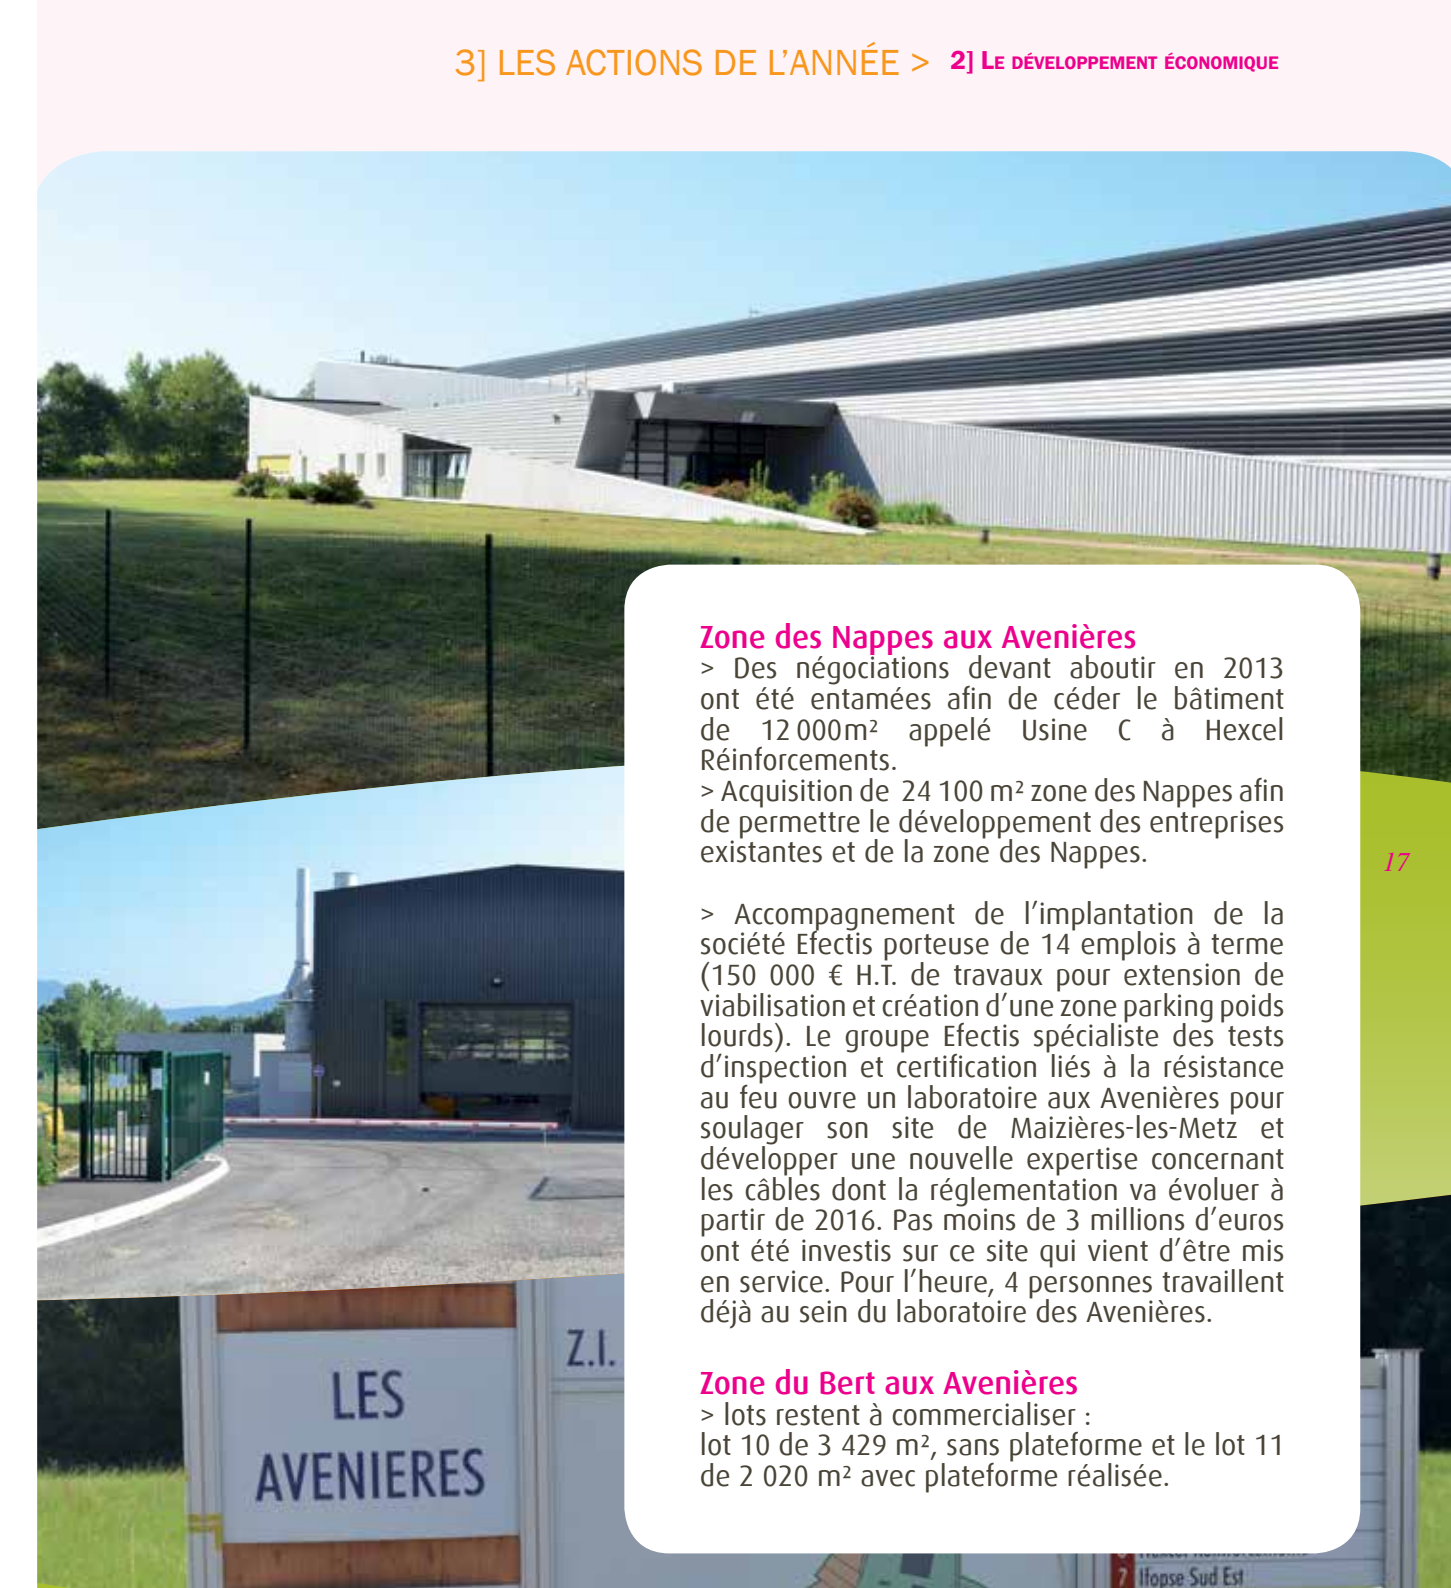 3] LES ACTIONS DE L’ANNÉE > 2] LE DÉVELOPPEMENT ÉCONOMIQUE
Zone des Nappes aux Avenières
> Des négociations devant aboutir en 2013
ont été entamées afin de céder le bâtiment
de 12 000m² appelé Usine C à Hexcel
Réinforcements.
> Acquisition de 24 100 m² zone des Nappes afin
de permettre le développement des entreprises
existantes et de la zone des Nappes.
17
> Accompagnement de l’implantation de la
société Efectis porteuse de 14 emplois à terme
(150 000 € H.T. de travaux pour extension de
viabilisation et création d’une zone parking poids
lourds). Le groupe Efectis spécialiste des tests
d’inspection et certification liés à la résistance
au feu ouvre un laboratoire aux Avenières pour
soulager son site de Maizières-les-Metz et
développer une nouvelle expertise concernant
les câbles dont la réglementation va évoluer à
partir de 2016. Pas moins de 3 millions d’euros
ont été investis sur ce site qui vient d’être mis
en service. Pour l’heure, 4 personnes travaillent
déjà au sein du laboratoire des Avenières.
Zone du Bert aux Avenières
> lots restent à commercialiser :
lot 10 de 3 429 m², sans plateforme et le lot 11
de 2 020 m² avec plateforme réalisée.
Z.I.
LES
AVENIERES
7 Ifopse Sud Est